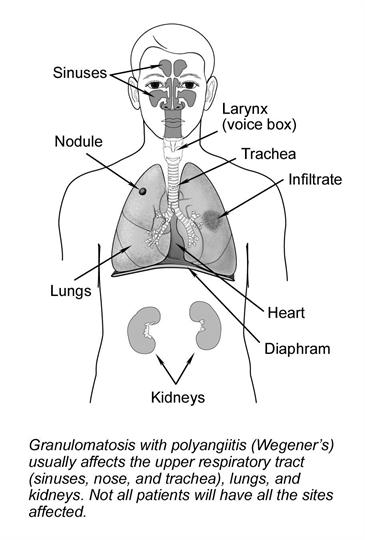 Sinuses
Larynx
(voice box)
Nodule
Trachea
Infiltrate
Lungs
Heart
Diaphram
Kidneys
Granulomatosis with polyangiitis (Wegener's)
usually affects the upper respiratory tract
(sinuses, nose, and trachea), lungs, and
kidneys. Not all patients will have all the sites
affected.